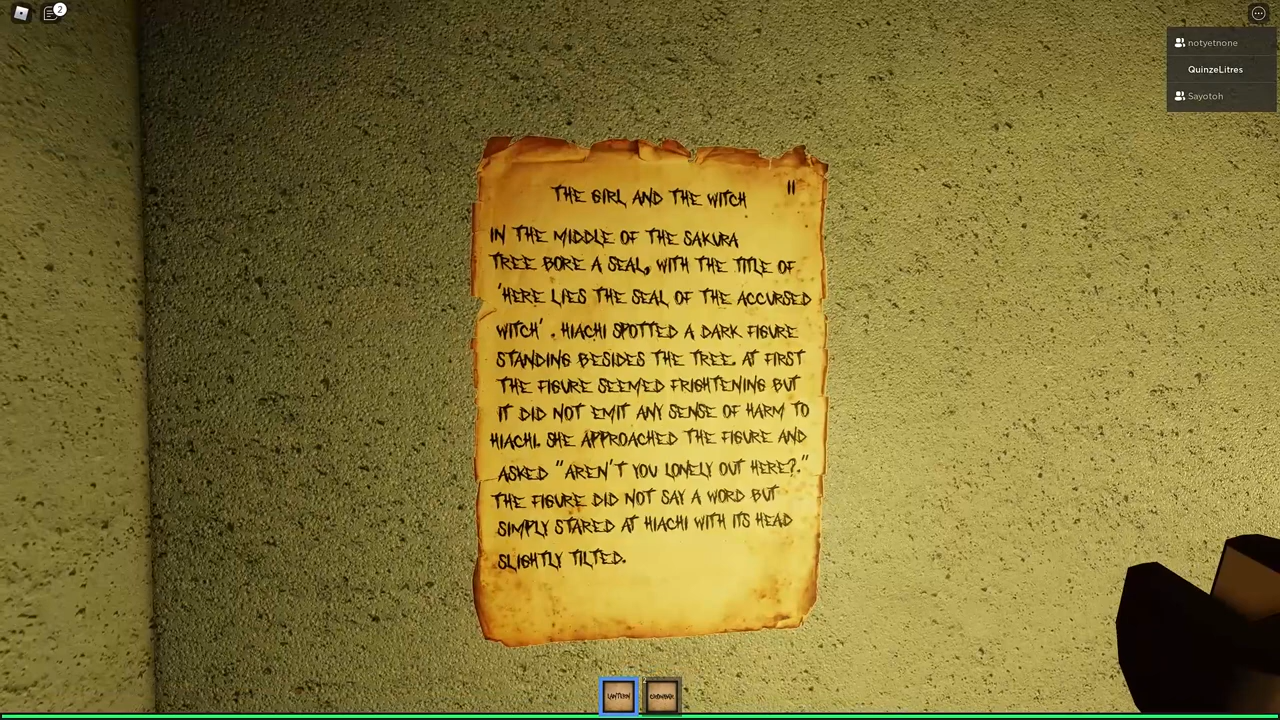 2
notyetnone
QuinzeLitres
Sayotoh
THE GIRL AND THE WITCH
II
IN THE MIDDLE OF THE SAKURA
TREE BORE A SEAL, WITH THE TITLE OF
'HERE LIES THE SEAL OF THE ACCURSED
WITCH' . HIACHI SPOTTED A DARK FIGURE
STANDING BESIDES THE TREE. AT FIRST
THE FIGURE SEEMED FRIGHTENING BUT
IT DID NOT EMIT ANY SENSE OF HARM TO
HIACHI. SHE APPROACHED THE FIGURE AND
ASKED "AREN'T YOU LONELY OUT HERE?."
THE FIGURE DID NOT SAY A WORD BUT
SIMPLY STARED AT HIACHI WITH ITS HEAD
SLIGHTLY TILTED.
LANTERN
CROWBAR